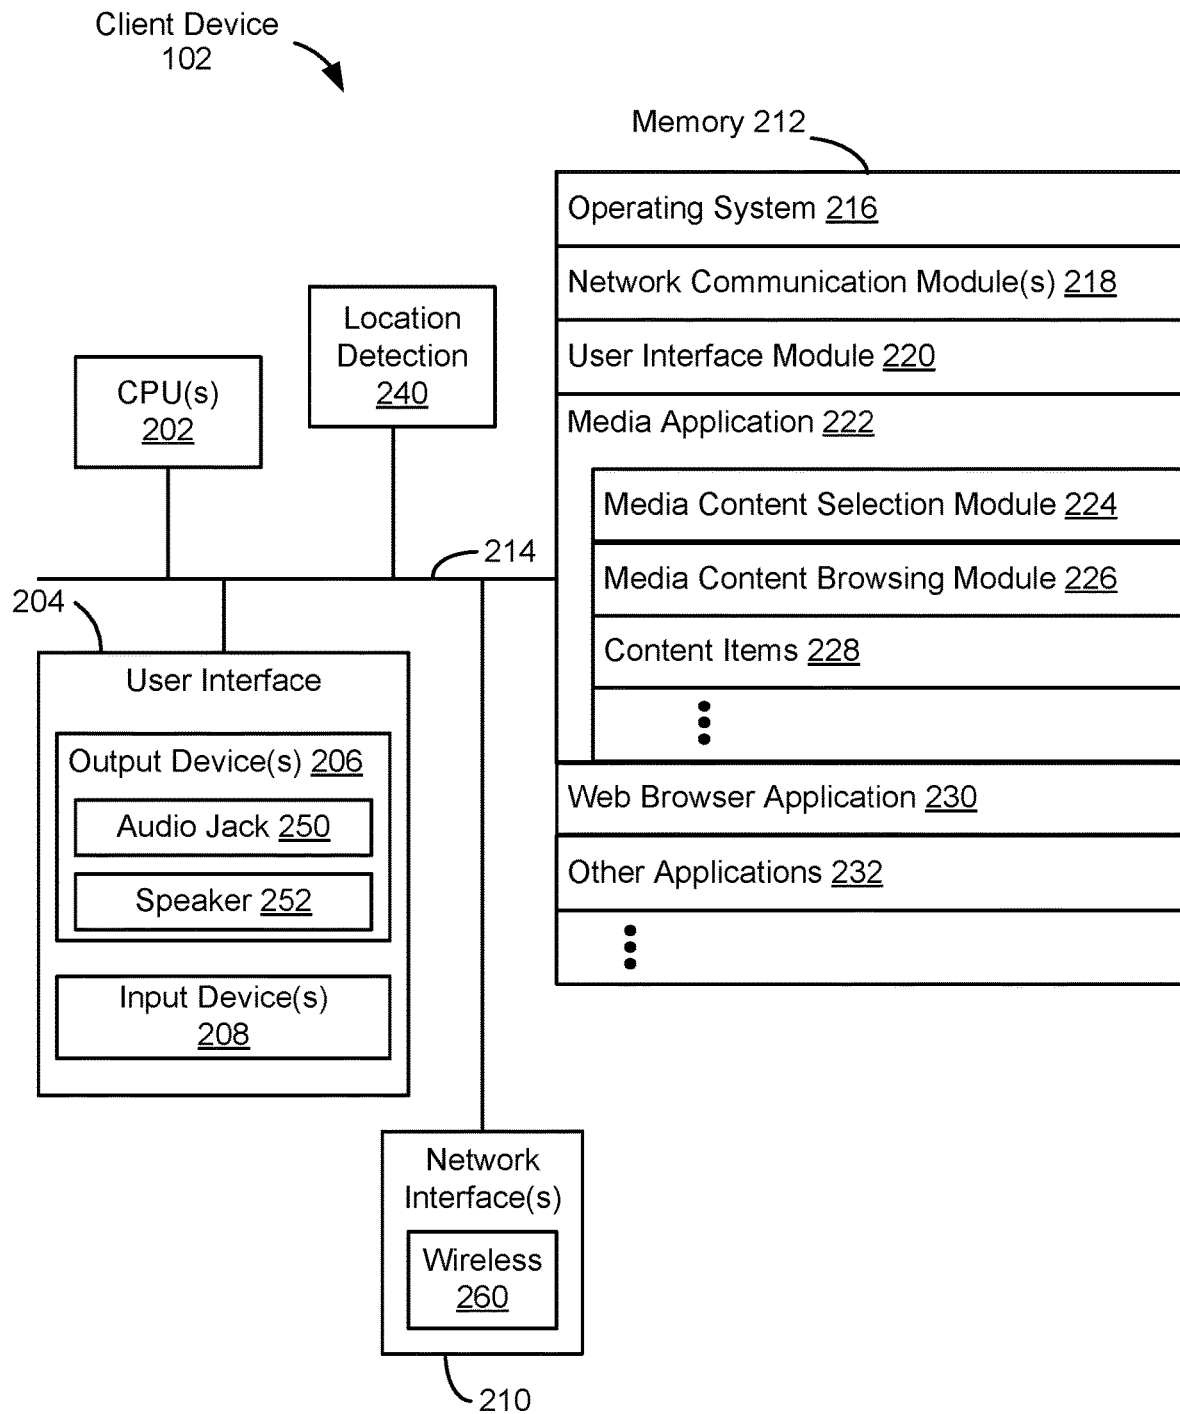 Client Device
102
Memory 212
Operating System 216
Network Communication Module(s) 218
User Interface Module 220
Media Application 222
Media Content Selection Module 224
Media Content Browsing Module 226
Content Items 228
Web Browser Application 230
Other Applications 232
Location
Detection
240
CPU(s)
202
214
204
User Interface
Output Device(s) 206
Audio Jack 250
Speaker 252
Input Device(s)
208
Network
Interface(s)
Wireless
260
210